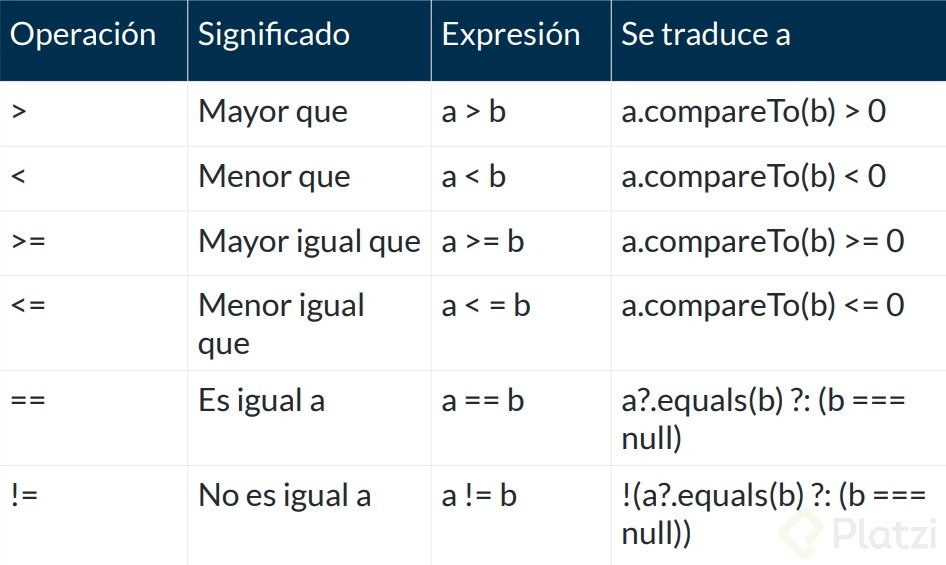 Operación Significado Expresión Se traduce a
> Mayor que a > b a.compareTo(b) > 0
< Menor que a < b a.compareTo(b) < 0
>= Mayor igual que a >= b a.compareTo(b) >= 0
<= Menor igual que a < = b a.compareTo(b) <= 0
== Es igual a a == b a?.equals(b) ?: (b === null)
!= No es igual a a != b !(a?.equals(b) ?: (b === null))
Platzi